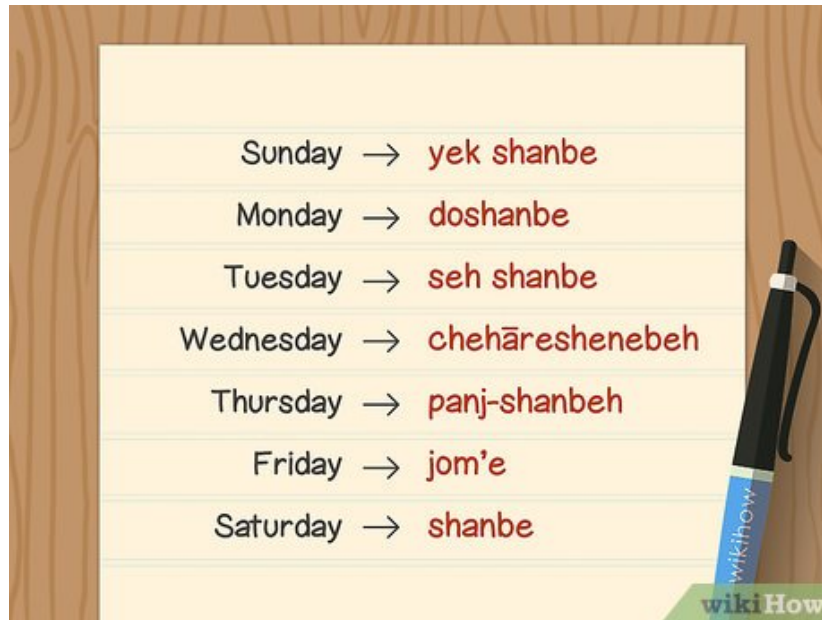 Sunday → yek shanbe
Monday → doshanbe
Tuesday → seh shanbe
Wednesday → chehāreshenebeh
Thursday → panj-shanbeh
Friday → jom'e
Saturday → shanbe
wikihow
wikiHow